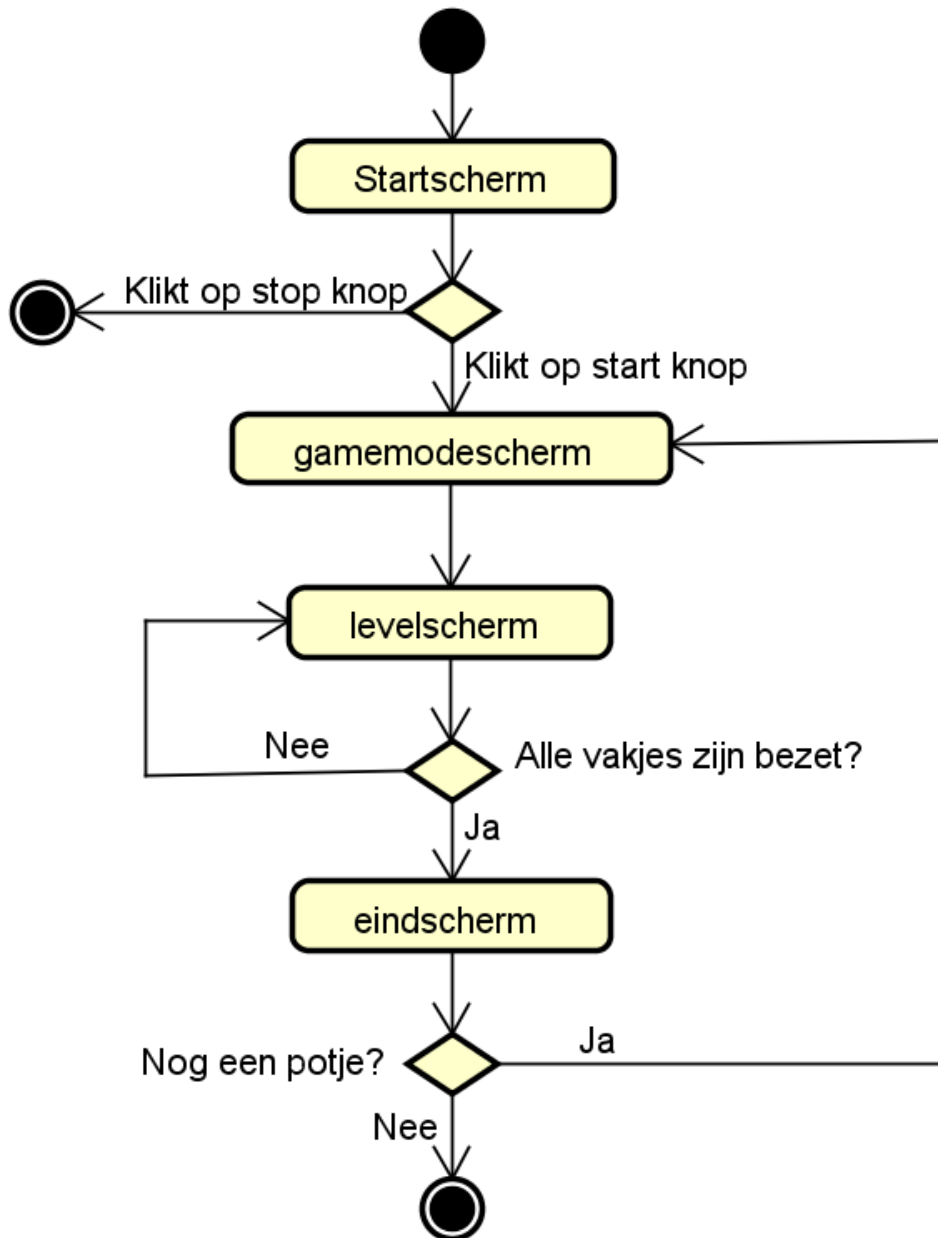 Startscherm
Klikt op stop knop
Klikt op start knop
gamemodescherm
levelscherm
Nee
Alle vakjes zijn bezet?
Ja
eindscherm
Nog een potje?
Ja
Nee